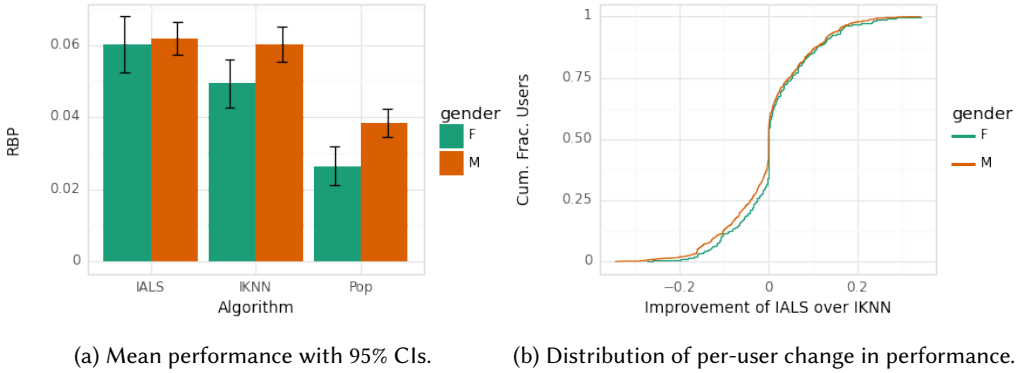 0.06
0.04
0.02
0
RBP
IALS
IKNN
Pop
Algorithm
gender
F
M
(a) Mean performance with 95% CIs.
1
0.75
0.50
0.25
0
Cum. Frac. Users
−0.2
0
0.2
Improvement of IALS over IKNN
gender
F
M
(b) Distribution of per-user change in performance.